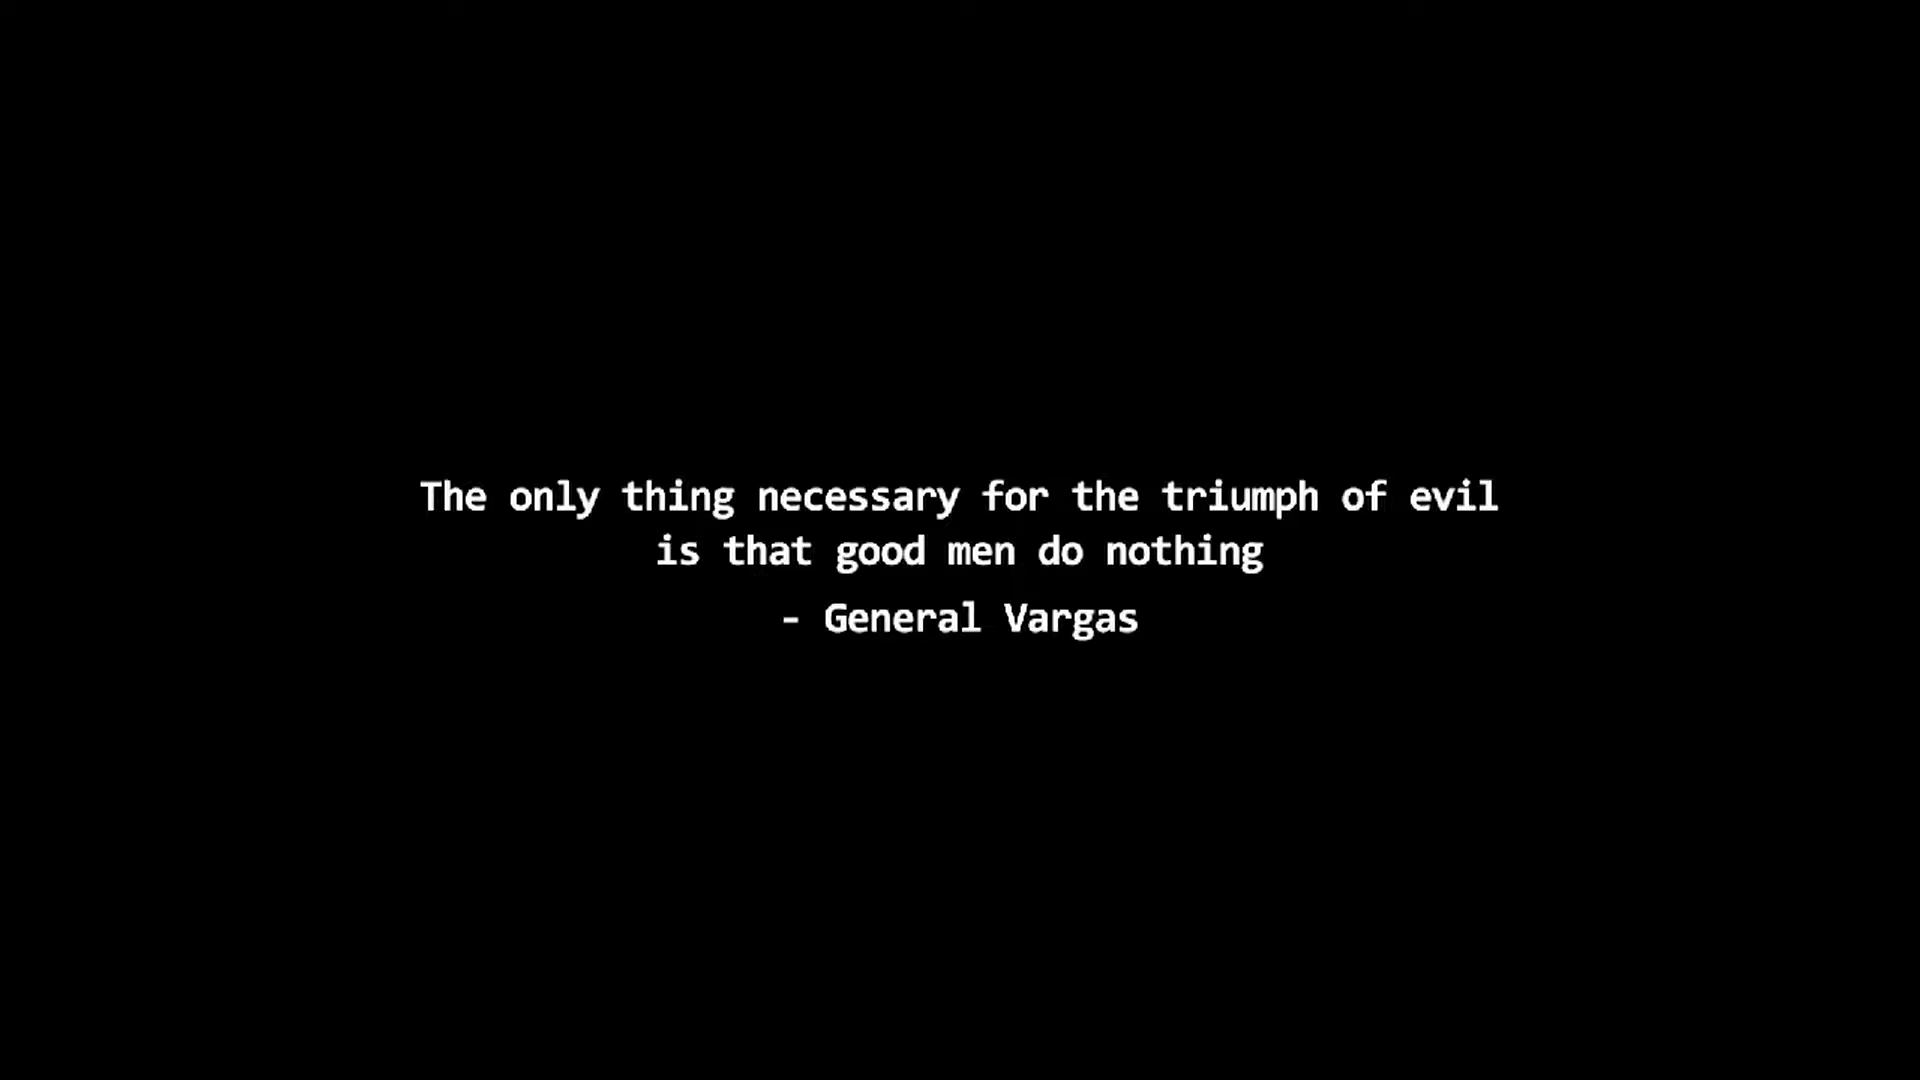 The only thing necessary for the triumph of evil
is that good men do nothing
- General Vargas